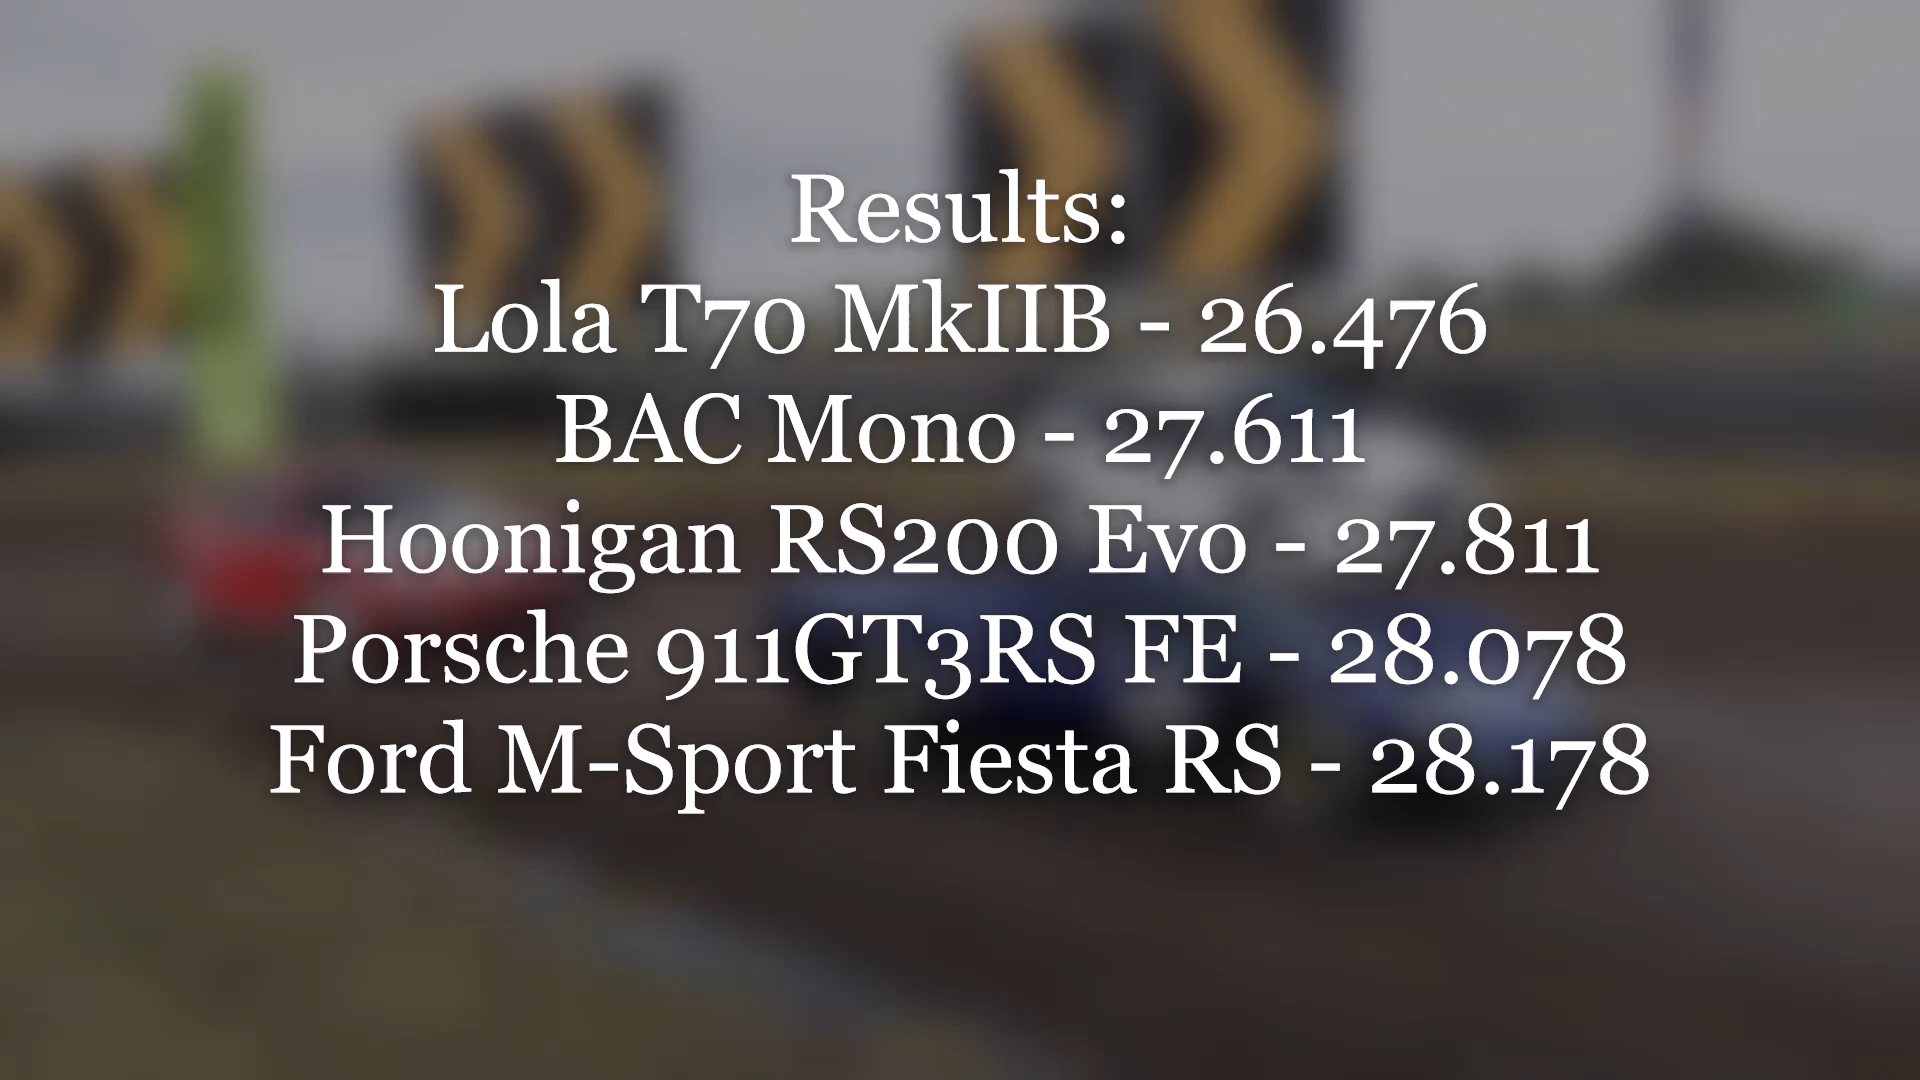 Results:
Lola T70 MkIIB - 26.476
BAC Mono - 27.611
Hoonigan RS200 Evo - 27.811
Porsche 911GT3RS FE - 28.078
Ford M-Sport Fiesta RS - 28.178